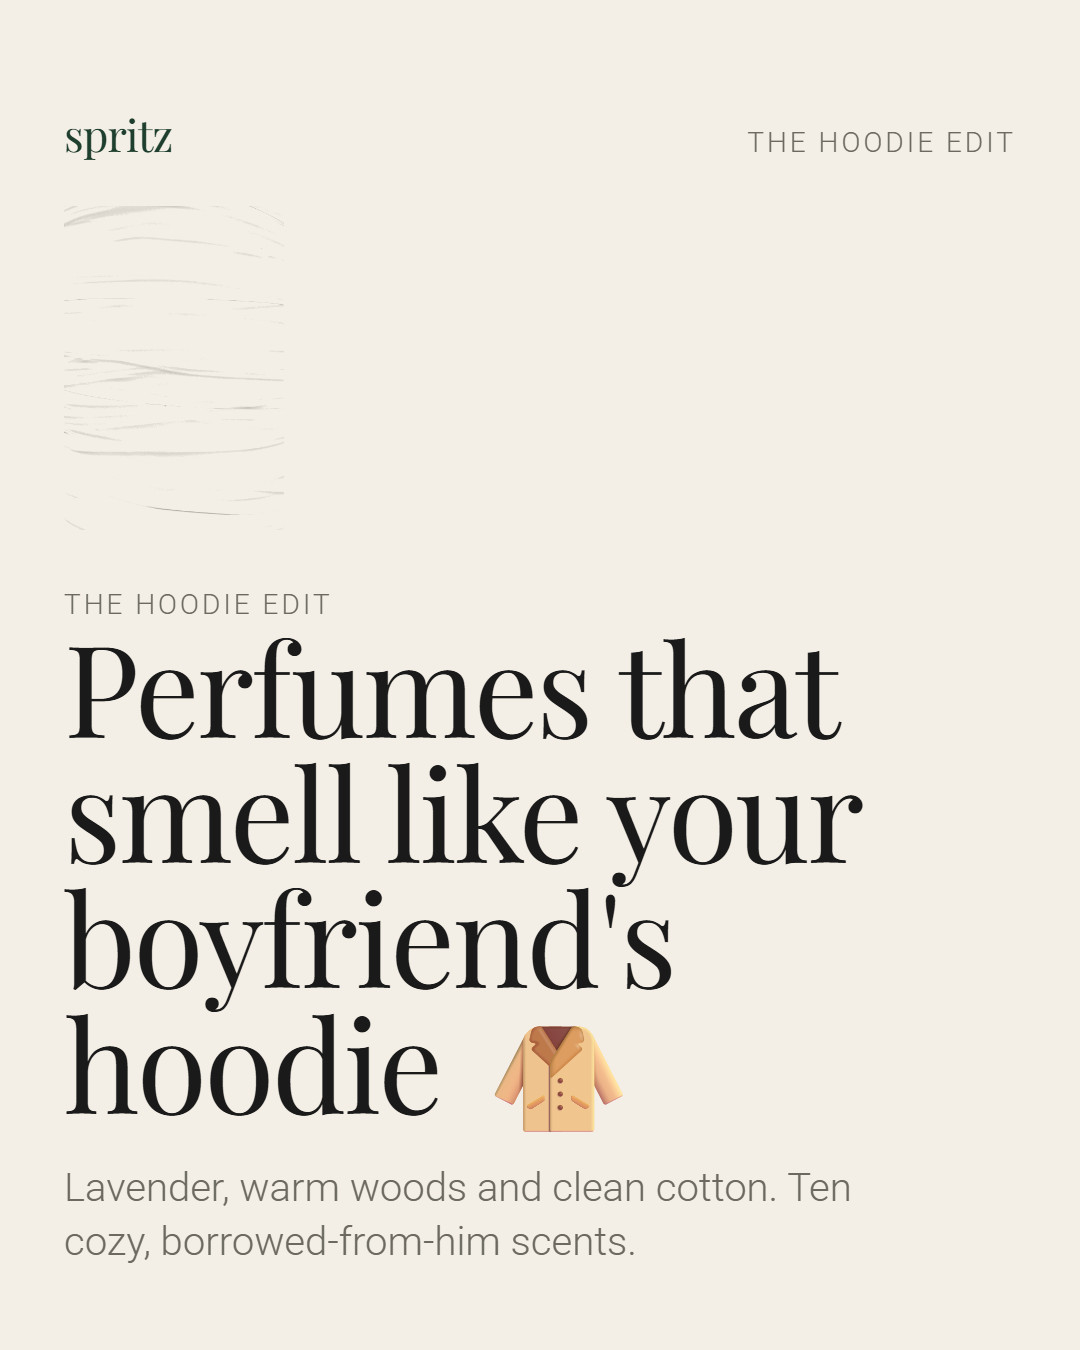 spritz
THE HOODIE EDIT
THE HOODIE EDIT
Perfumes that
smell like your
boyfriend's
hoodie 🧥
Lavender, warm woods and clean cotton. Ten
cozy, borrowed-from-him scents.